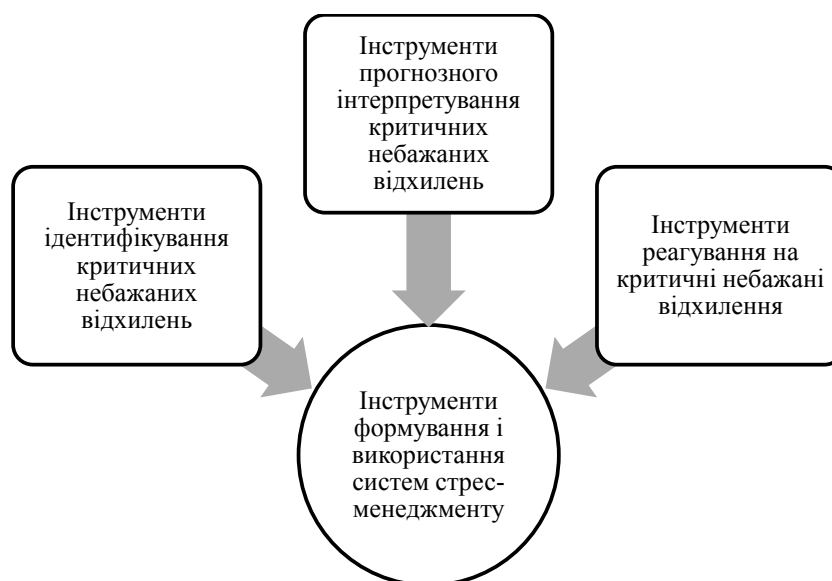 Інструменти
прогнозного
інтерпретування
критичних
небажаних
відхилень
Інструменти
ідентифікування
критичних
небажаних
відхилень
Інструменти
реагування на
критичні небажані
відхилення
Інструменти
формування і
використання
систем стрес-
менеджменту